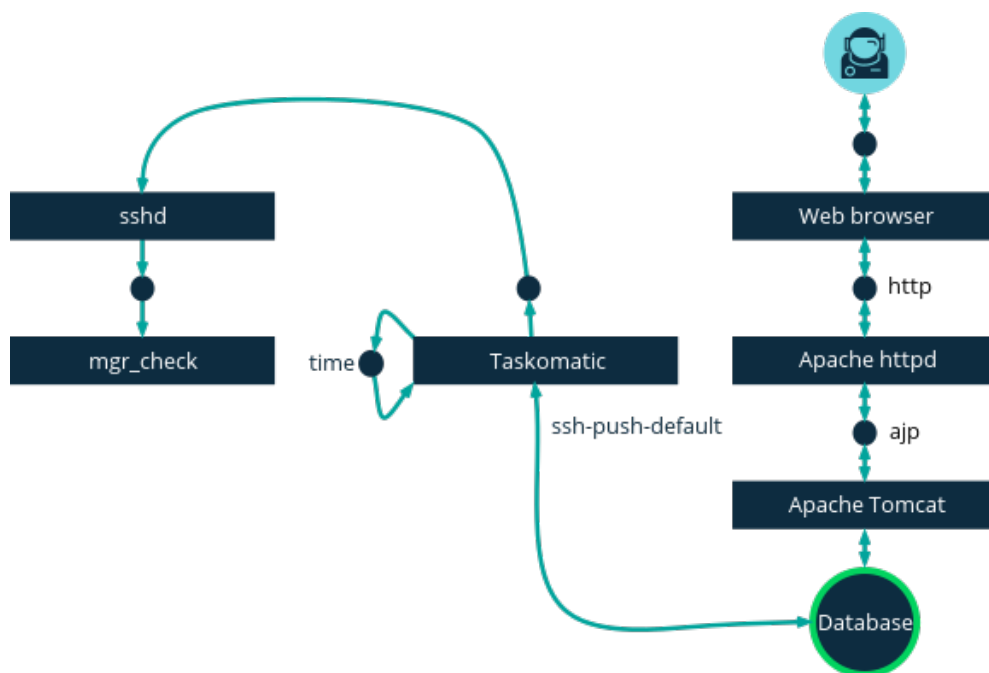 sshd
Web browser
http
mgr_check
time
Taskomatic
Apache httpd
ssh-push-default
ajp
Apache Tomcat
Database